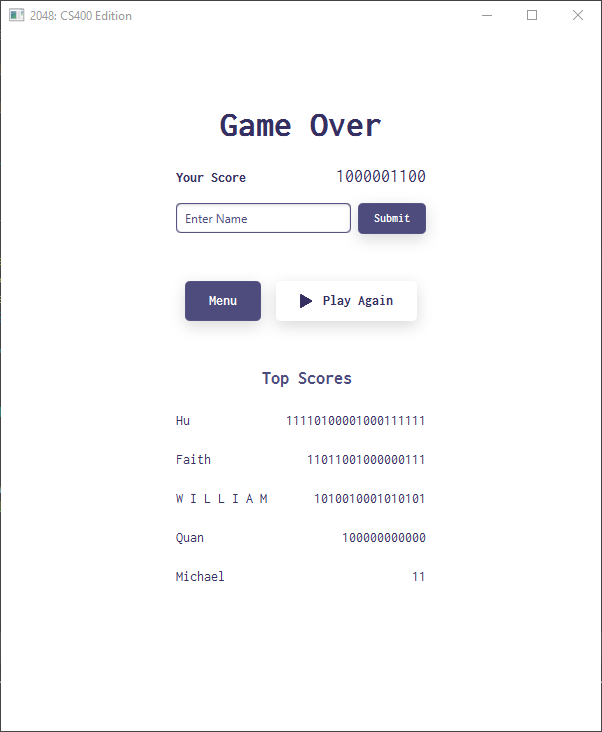 2048: CS400 Edition
Game Over
Your Score 1000001100
Enter Name Submit
Menu Play Again
Top Scores
Hu 11110100001000111111
Faith 11011001000000111
W I L L I A M 1010010001010101
Quan 100000000000
Michael 11